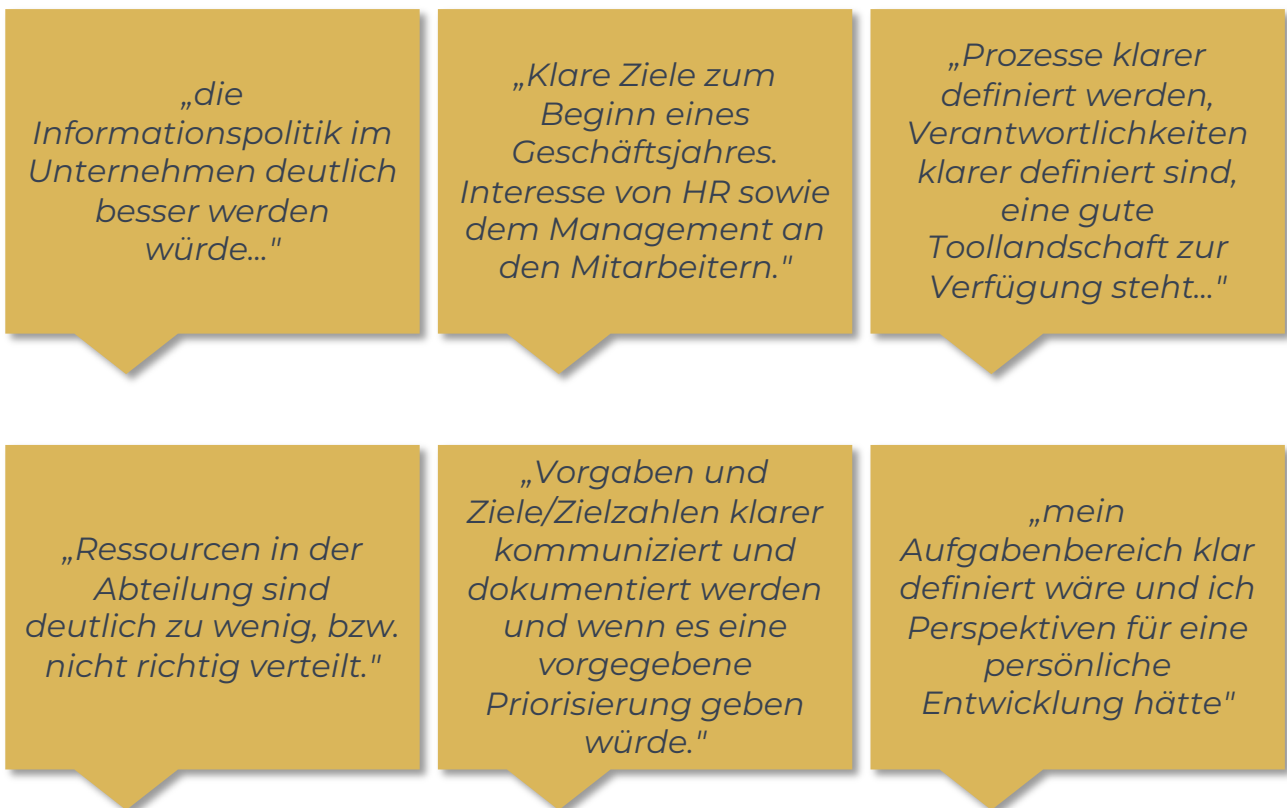 „die
Informationspolitik im
Unternehmen deutlich
besser werden
würde..."
„Klare Ziele zum
Beginn eines
Geschäftsjahres.
Interesse von HR sowie
dem Management an
den Mitarbeitern."
„Prozesse klarer
definiert werden,
Verantwortlichkeiten
klarer definiert sind,
eine gute
Toollandschaft zur
Verfügung steht..."
„Ressourcen in der
Abteilung sind
deutlich zu wenig, bzw.
nicht richtig verteilt."
„Vorgaben und
Ziele/Zielzahlen klarer
kommuniziert und
dokumentiert werden
und wenn es eine
vorgegebene
Priorisierung geben
würde."
„mein
Aufgabenbereich klar
definiert wäre und ich
Perspektiven für eine
persönliche
Entwicklung hätte"